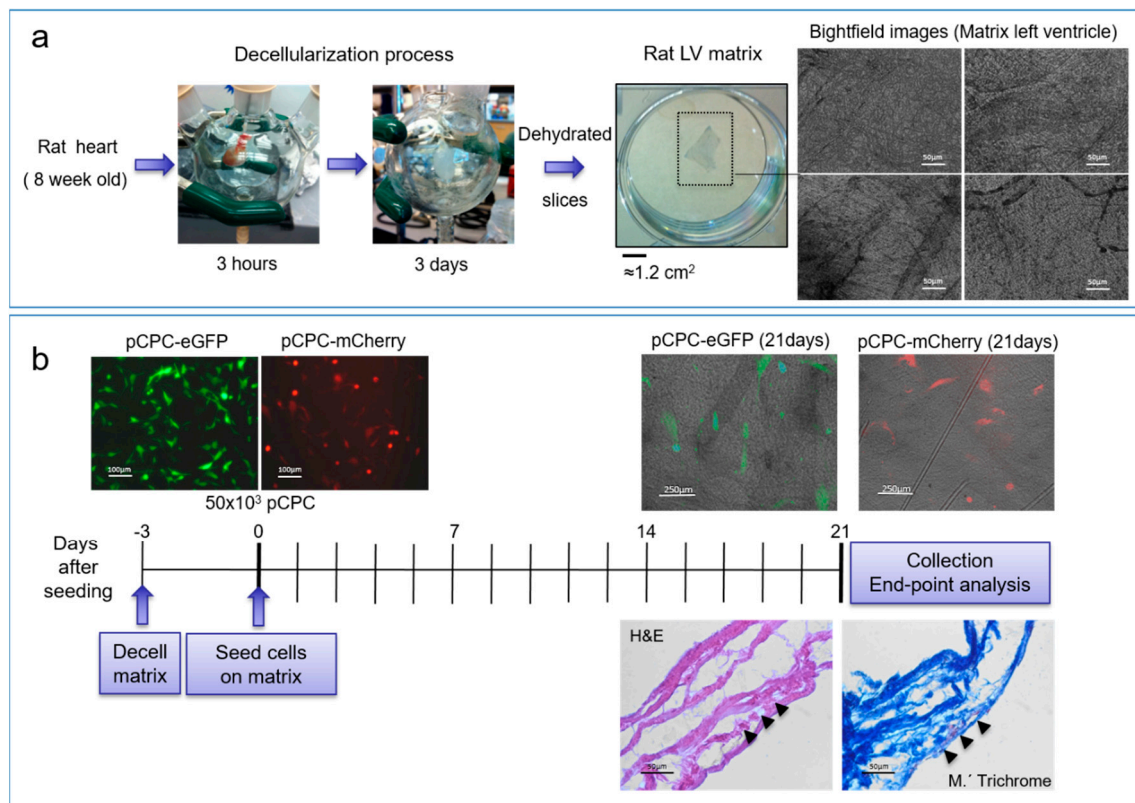 a
Decellularization process
Rat heart
( 8 week old)
3 hours
3 days
Dehydrated
slices
Rat LV matrix
≈1.2 cm²
Bightfield images (Matrix left ventricle)
50µm
50µm
50µm
50µm
b
pCPC-eGFP
pCPC-mCherry
100µm
100µm
50x10³ pCPC
pCPC-eGFP (21days)
pCPC-mCherry (21days)
250µm
250µm
Days
after
seeding
-3
0
7
14
21
Decell
matrix
Seed cells
on matrix
Collection
End-point analysis
H&E
50µm
50µm
M.´ Trichrome